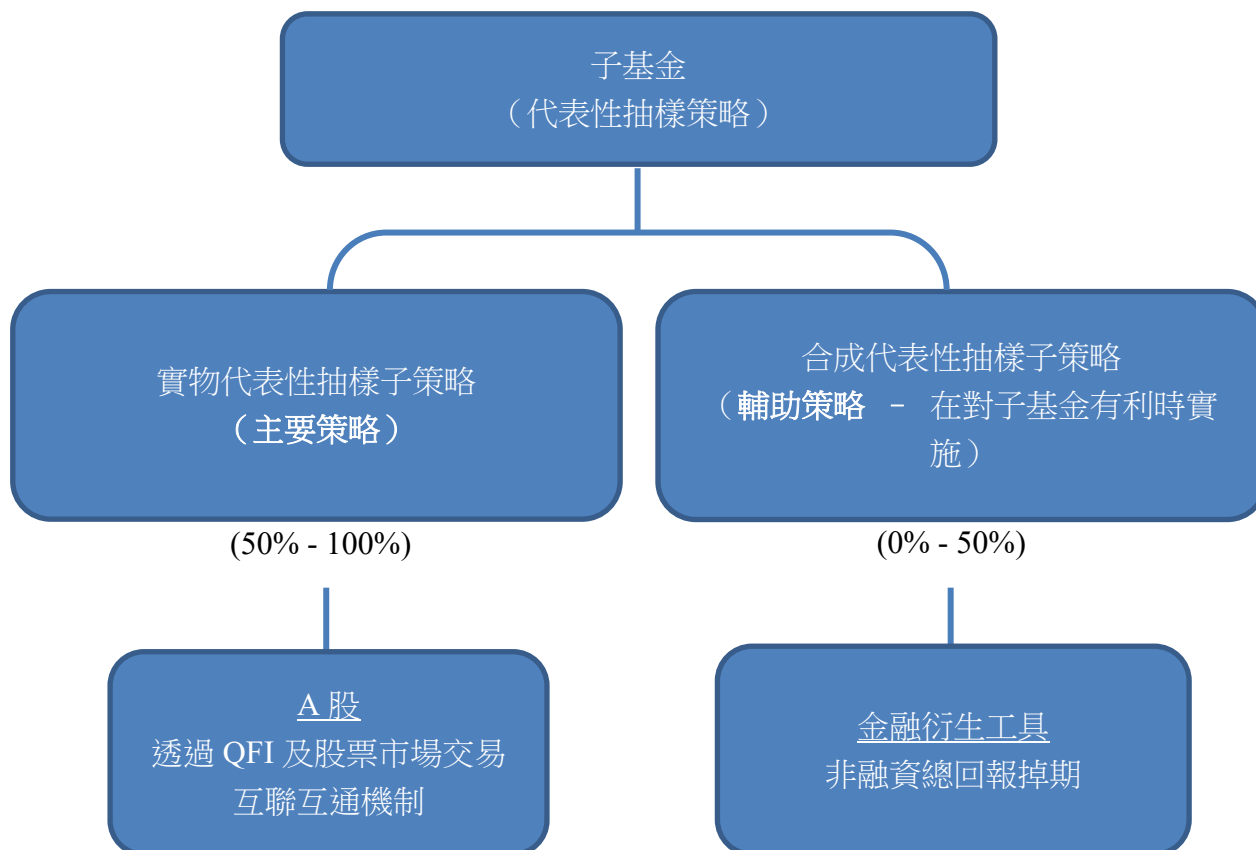 子基金
（代表性抽樣策略）
實物代表性抽樣子策略
（主要策略）
合成代表性抽樣子策略
（輔助策略 – 在對子基金有利時實
施）
(50% - 100%)
(0% - 50%)
A 股
透過 QFI 及股票市場交易
互聯互通機制
金融衍生工具
非融資總回報掉期